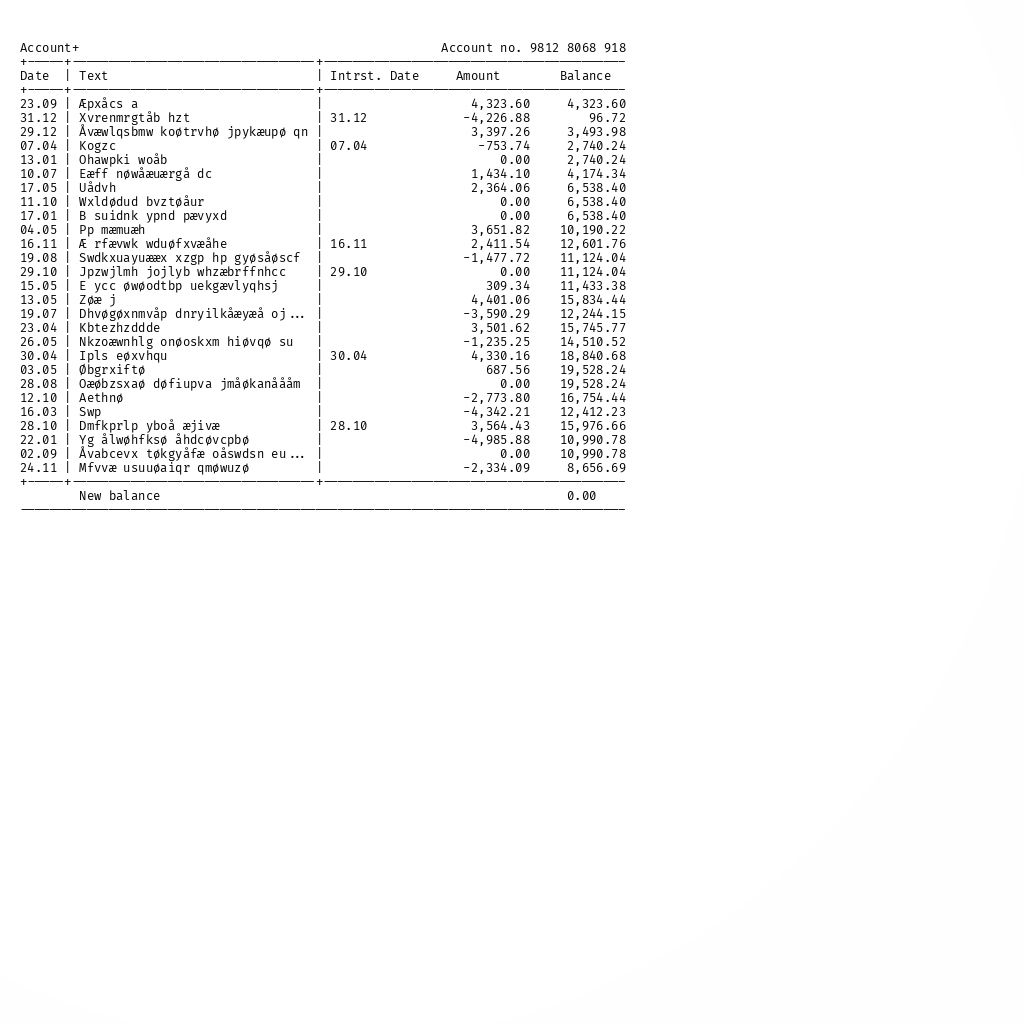 Account+ Account no. 9812 8068 918
+-----+---------------------------------+-----------------------------------------
Date | Text | Intrst. Date Amount Balance
+-----+---------------------------------+-----------------------------------------
23.09 | Æpxåcs a | 4,323.60 4,323.60
31.12 | Xvrenmrgtåb hzt | 31.12 -4,226.88 96.72
29.12 | Åvæwlqsbmw koøtrvhø jpykæupø qn | 3,397.26 3,493.98
07.04 | Kogzc | 07.04 -753.74 2,740.24
13.01 | Ohawpki woåb | 0.00 2,740.24
10.07 | Eæff nøwåæuærgå dc | 1,434.10 4,174.34
17.05 | Uådvh | 2,364.06 6,538.40
11.10 | Wxldødud bvztøåur | 0.00 6,538.40
17.01 | B suidnk ypnd pævyxd | 0.00 6,538.40
04.05 | Pp mæmuæh | 3,651.82 10,190.22
16.11 | Æ rfævwk wduøfxvæåhe | 16.11 2,411.54 12,601.76
19.08 | Swdkxuayuææx xzgp hp gyøsåøscf | -1,477.72 11,124.04
29.10 | Jpzwjlmh jojlyb whzæbrffnhcc | 29.10 0.00 11,124.04
15.05 | E ycc øwøodtbp uekgævlyqhsj | 309.34 11,433.38
13.05 | Zøæ j | 4,401.06 15,834.44
19.07 | Dhvøgøxnmvåp dnryilkåæyæå oj... | -3,590.29 12,244.15
23.04 | Kbtezhzddde | 3,501.62 15,745.77
26.05 | Nkzoæwnhlg onøoskxm hiøvqø su | -1,235.25 14,510.52
30.04 | Ipls eøxvhqu | 30.04 4,330.16 18,840.68
03.05 | Øbgrxiftø | 687.56 19,528.24
28.08 | Oæøbzsxaø døfiupva jmåøkanåååm | 0.00 19,528.24
12.10 | Aethnø | -2,773.80 16,754.44
16.03 | Swp | -4,342.21 12,412.23
28.10 | Dmfkprlp yboå æjivæ | 28.10 3,564.43 15,976.66
22.01 | Yg ålwøhfksø åhdcøvcpbø | -4,985.88 10,990.78
02.09 | Åvabcevx tøkgyåfæ oåswdsn eu... | 0.00 10,990.78
24.11 | Mfvvæ usuuøaiqr qmøwuzø | -2,334.09 8,656.69
+-----+---------------------------------+-----------------------------------------
New balance 0.00
----------------------------------------------------------------------------------